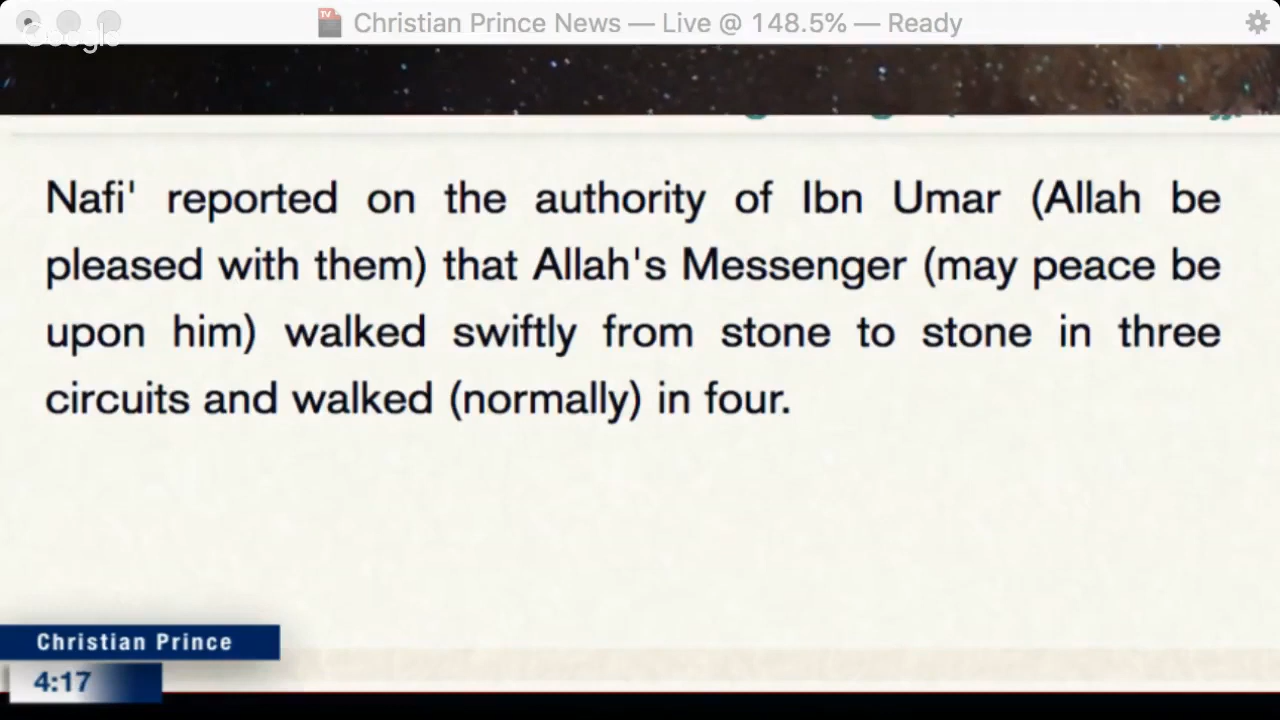 Google
Christian Prince News — Live @ 148.5% — Ready
Nafi' reported on the authority of Ibn Umar (Allah be
pleased with them) that Allah's Messenger (may peace be
upon him) walked swiftly from stone to stone in three
circuits and walked (normally) in four.
Christian Prince
4:17